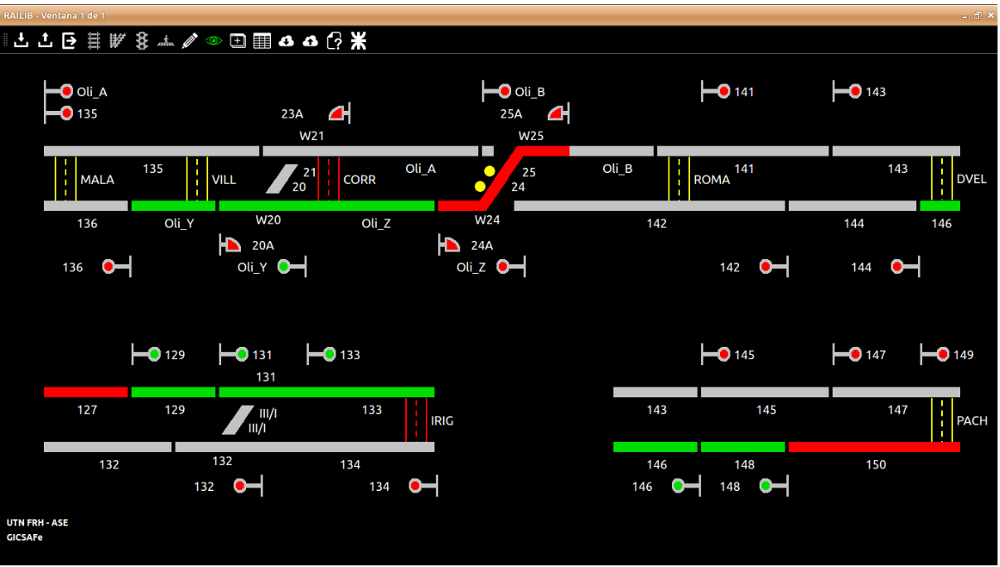 RAILIB - Ventana 1 de 1
Oli_A Oli_B 141 143
135 23A 25A
W21 W25
135 21 Oli_A 25 Oli_B 141 143
MALA VILL 20 CORR 24 ROMA DVEL
136 Oli_Y W20 Oli_Z W24 142 144 146
20A 24A
136 Oli_Y Oli_Z 142 144
129 131 133 145 147 149
131
127 129 III/I 133 143 145 147
III/I IRIG PACH
132 132 134 146 148 150
132 134 146 148
UTN FRH - ASE
GICSAFe